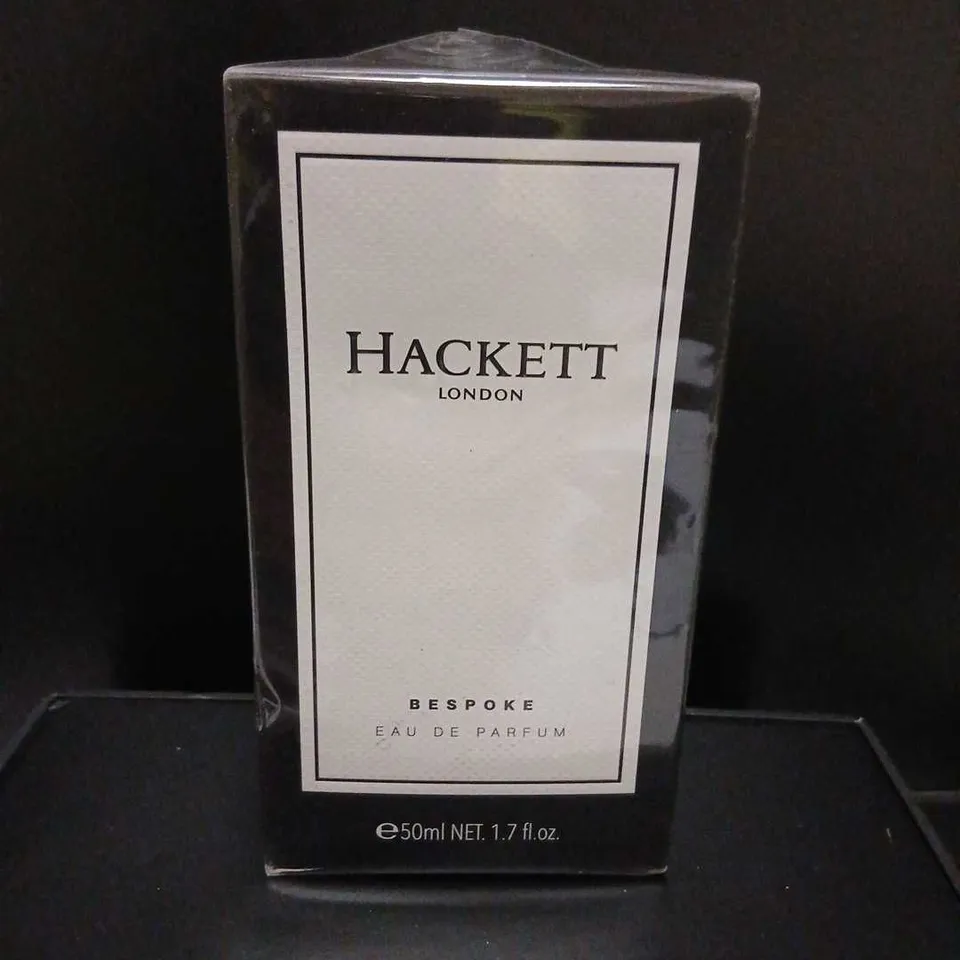 HACKETT
LONDON
BESPOKE
EAU DE PARFUM
℮50ml NET. 1.7 fl.oz.